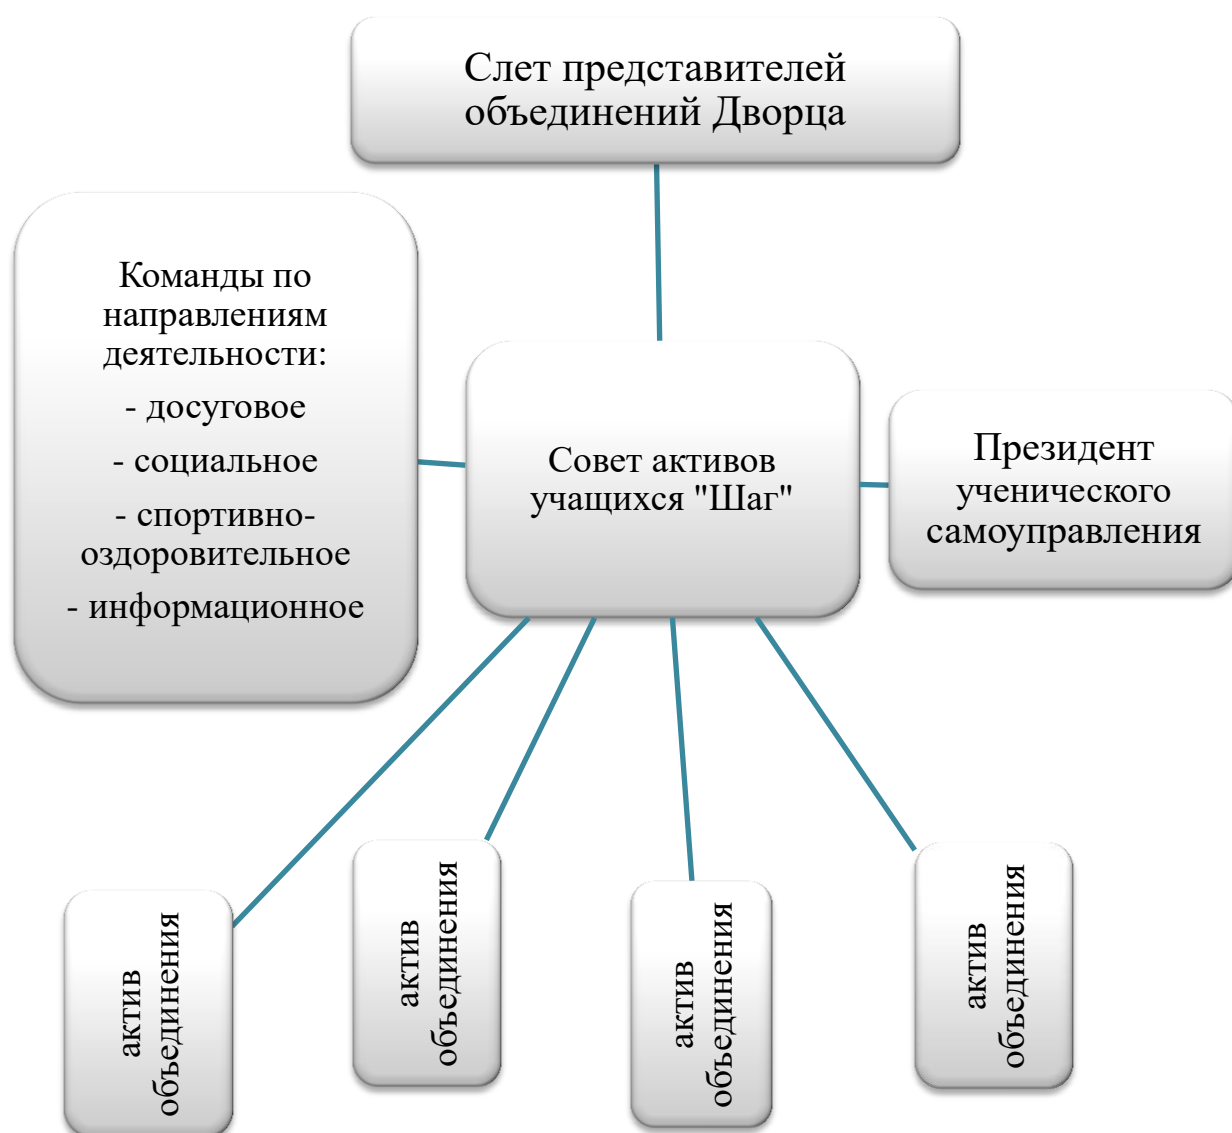 Слет представителей
объединений Дворца
Команды по
направлениям
деятельности:
- досуговое
- социальное
- спортивно-
оздоровительное
- информационное
Совет активов
учащихся "Шаг"
Президент
ученического
самоуправления
актив
объединения
актив
объединения
актив
объединения
актив
объединения